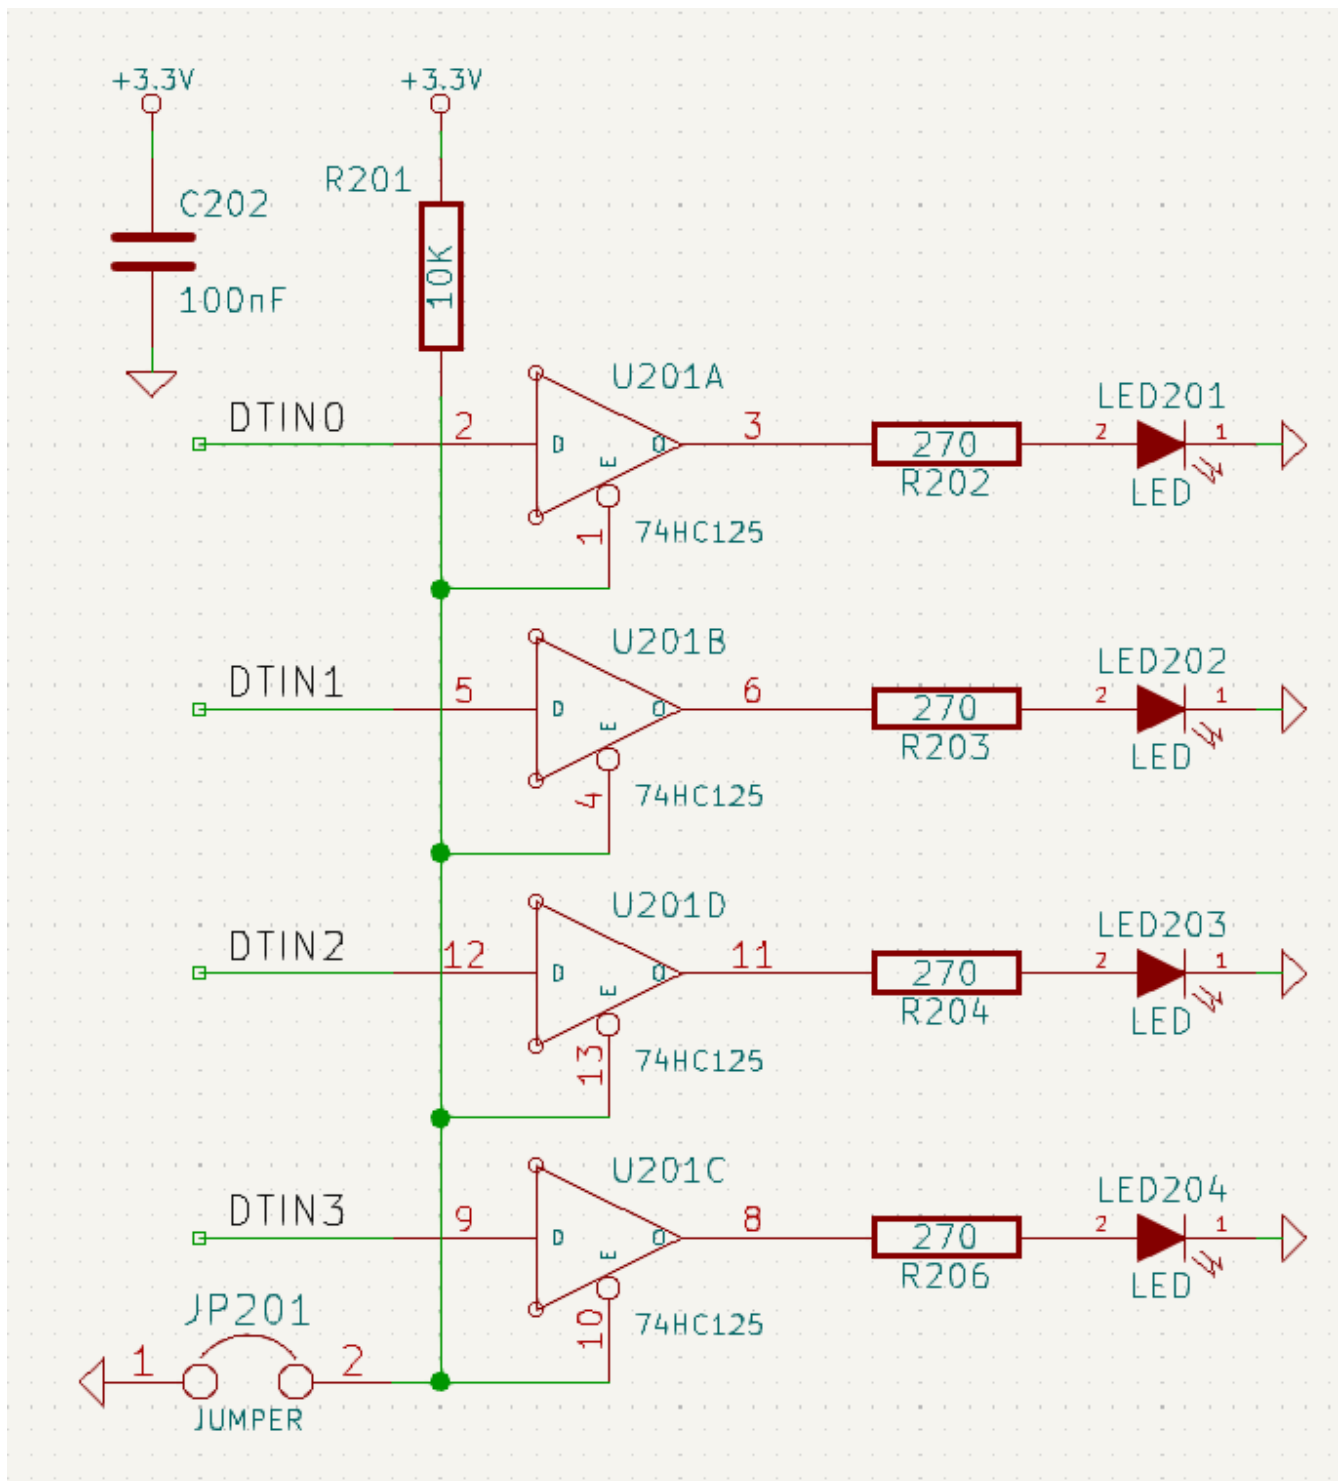 +3.3V
+3.3V
R201
C202
10K
100nF
U201A
LED201
DTIN0
2
D
E
O
3
270
2
1
R202
LED
1
74HC125
U201B
LED202
DTIN1
5
D
E
O
6
270
2
1
R203
LED
4
74HC125
U201D
LED203
DTIN2
12
D
E
O
11
270
2
1
R204
LED
13
74HC125
U201C
LED204
DTIN3
9
D
E
O
8
270
2
1
R206
LED
10
74HC125
JP201
1
2
JUMPER